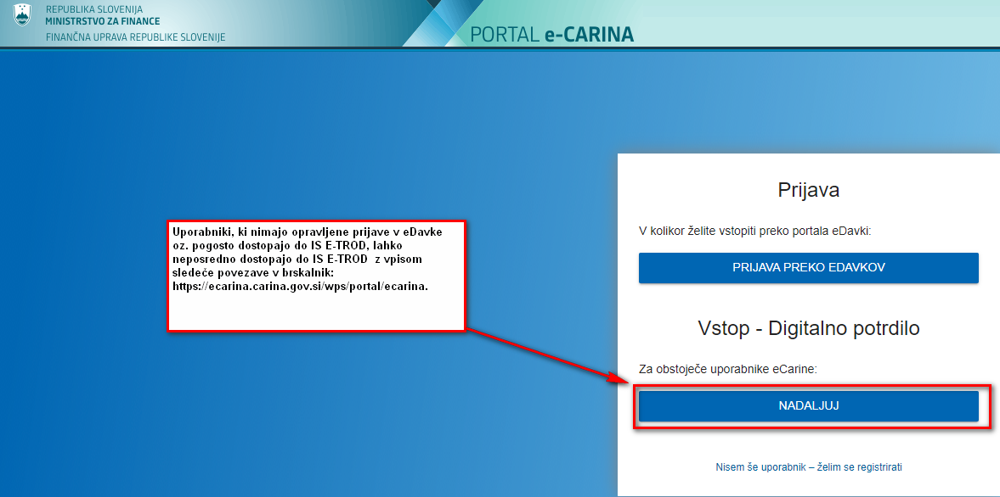 REPUBLIKA SLOVENIJA
MINISTRSTVO ZA FINANCE
FINANČNA UPRAVA REPUBLIKE SLOVENIJE
PORTAL e-CARINA
Prijava
V kolikor želite vstopiti preko portala eDavki:
PRIJAVA PREKO EDAVKOV
Uporabniki, ki nimajo opravljene prijave v eDavke
oz. pogosto dostopajo do IS E-TROD, lahko
neposredno dostopajo do IS E-TROD z vpisom
sledeče povezave v brskalnik:
https://ecarina.carina.gov.si/wps/portal/ecarina.
Vstop - Digitalno potrdilo
Za obstoječe uporabnike eCarine:
NADALJUJ
Nisem še uporabnik – želim se registrirati